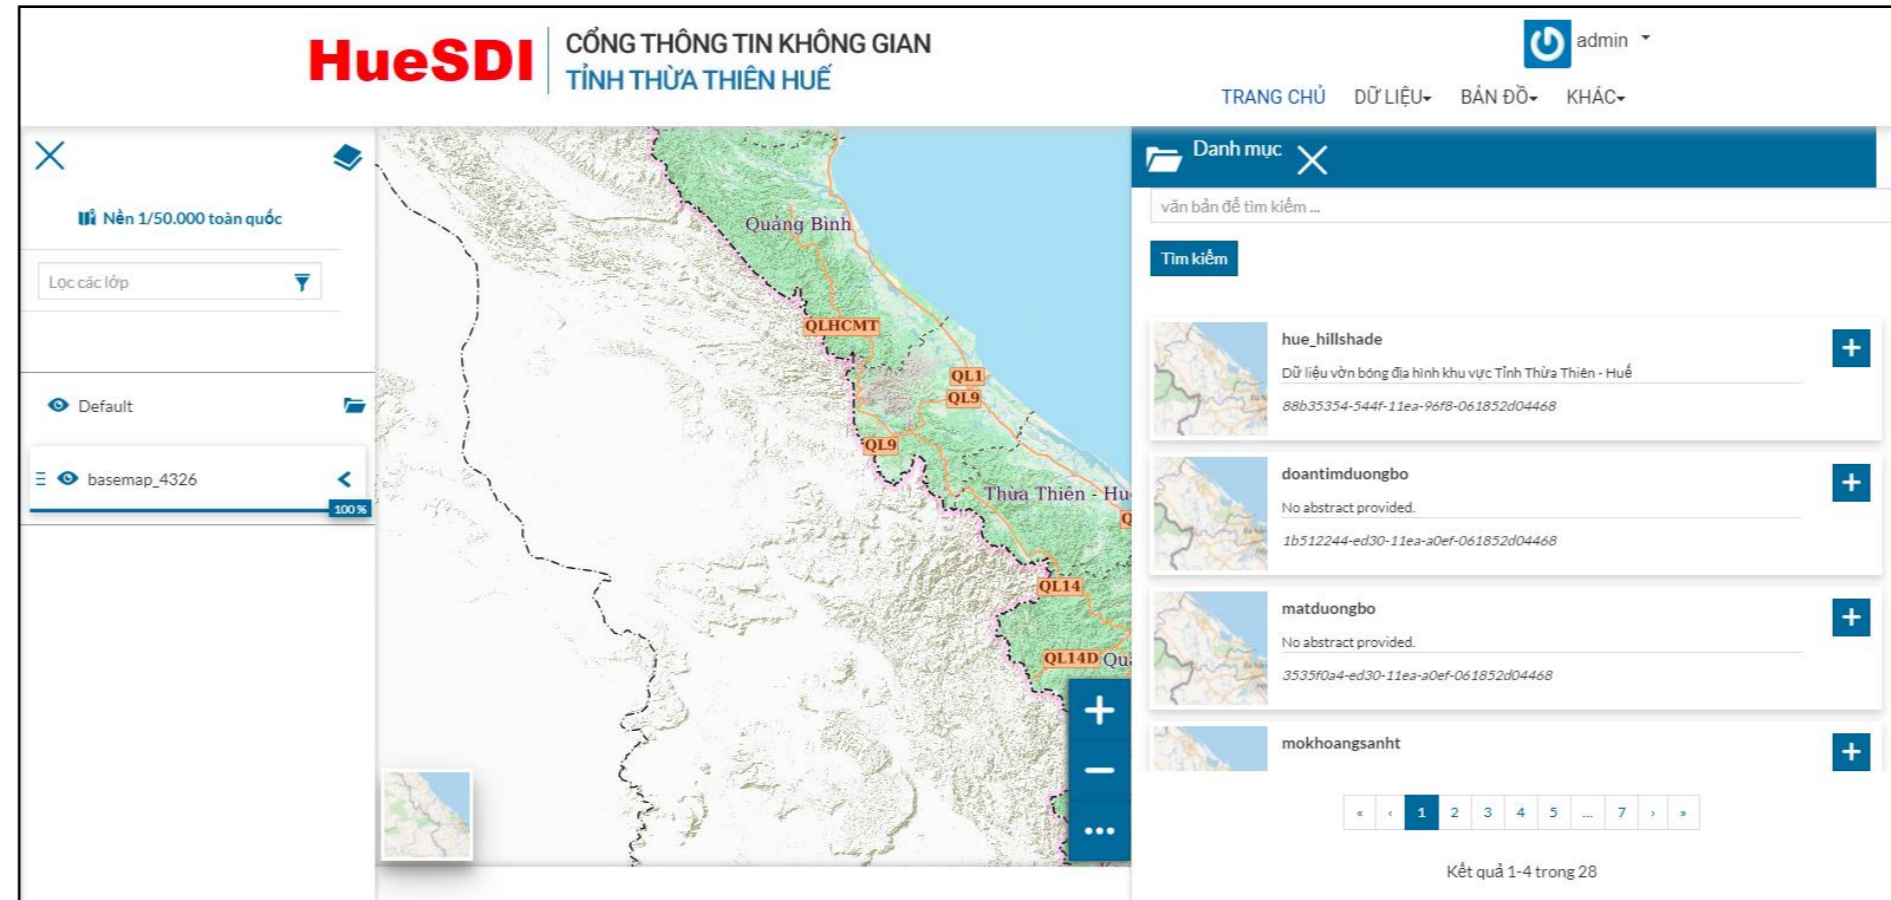 HueSDI
CỔNG THÔNG TIN KHÔNG GIAN
TỈNH THỪA THIÊN HUẾ
admin
TRANG CHỦ DỮ LIỆU BẢN ĐỒ KHÁC
Nền 1/50.000 toàn quốc
Lọc các lớp
Default
basemap_4326
100 %
Quảng Bình
QLHCMT
QL1
QL9
QL9
Thừa Thiên - Hu
QL14
QL14D Qu
Danh mục
văn bản để tìm kiếm ...
Tìm kiếm
hue_hillshade
Dữ liệu vờn bóng địa hình khu vực Tỉnh Thừa Thiên - Huế
88b35354-544f-11ea-96f8-061852d04468
doantimduongbo
No abstract provided.
1b512244-ed30-11ea-a0ef-061852d04468
matduongbo
No abstract provided.
3535f0a4-ed30-11ea-a0ef-061852d04468
mokhoangsanht
« ‹ 1 2 3 4 5 ... 7 › »
Kết quả 1-4 trong 28